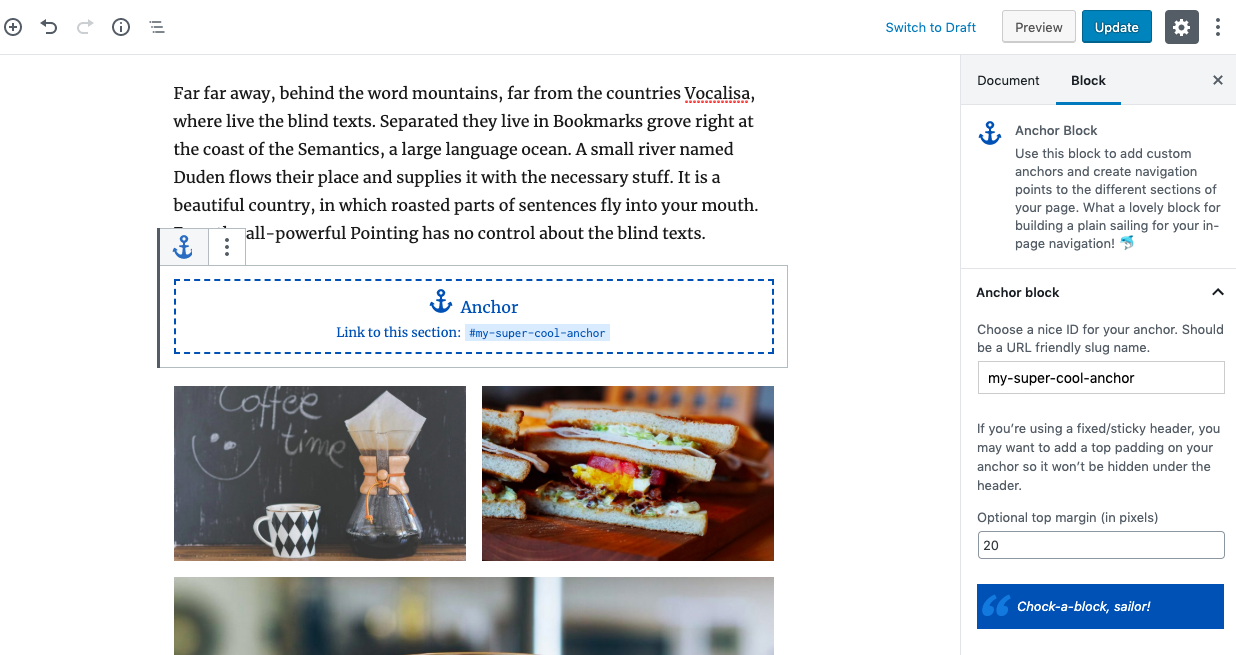 Switch to Draft
Preview
Update
Far far away, behind the word mountains, far from the countries Vocalisa,
where live the blind texts. Separated they live in Bookmarks grove right at
the coast of the Semantics, a large language ocean. A small river named
Duden flows their place and supplies it with the necessary stuff. It is a
beautiful country, in which roasted parts of sentences fly into your mouth.
all-powerful Pointing has no control about the blind texts.
Anchor
Link to this section: #my-super-cool-anchor
Coffee
time
Document Block
Anchor Block
Use this block to add custom
anchors and create navigation
points to the different sections of
your page. What a lovely block for
building a plain sailing for your in-
page navigation! 🐬
Anchor block
Choose a nice ID for your anchor. Should
be a URL friendly slug name.
my-super-cool-anchor
If you’re using a fixed/sticky header, you
may want to add a top padding on your
anchor so it won’t be hidden under the
header.
Optional top margin (in pixels)
20
Chock-a-block, sailor!